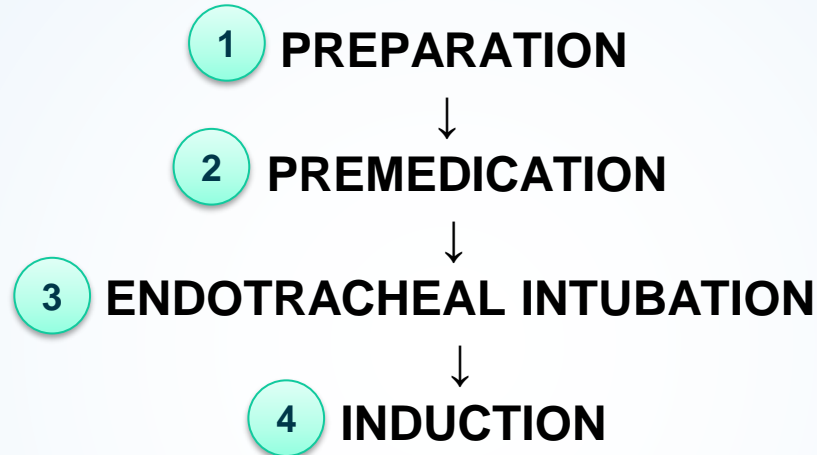 1 PREPARATION
↓
2 PREMEDICATION
↓
3 ENDOTRACHEAL INTUBATION
↓
4 INDUCTION